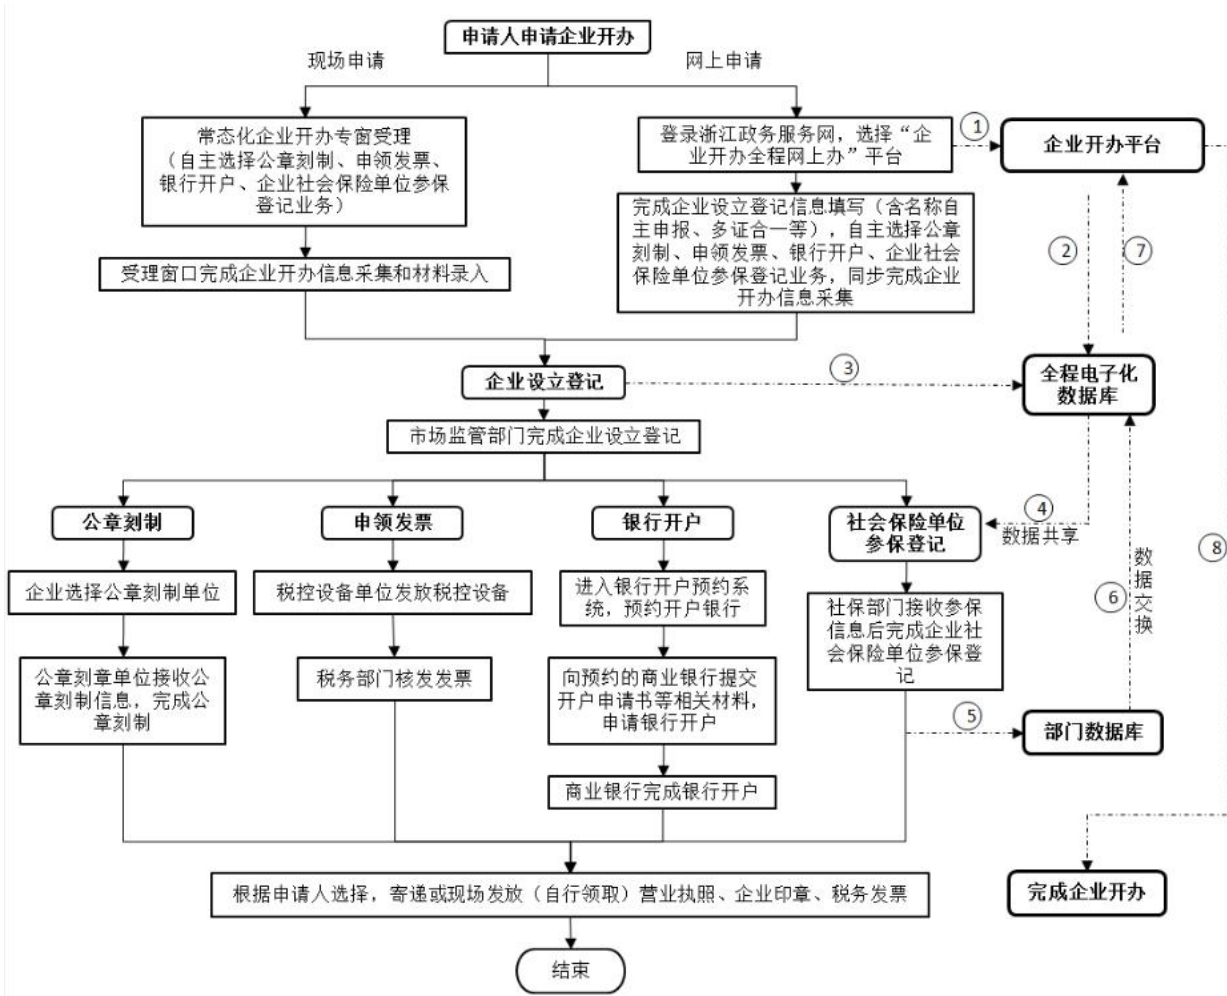 申请人申请企业开办
现场申请
网上申请
常态化企业开办专窗受理
（自主选择公章刻制、申领发票、
银行开户、企业社会保险单位参保
登记业务）
登录浙江政务服务网，选择“企
业开办全程网上办”平台
①
企业开办平台
受理窗口完成企业开办信息采集和材料录入
完成企业设立登记信息填写（含名称自
主申报、多证合一等），自主选择公章
刻制、申领发票、银行开户、企业社会
保险单位参保登记业务，同步完成企业
开办信息采集
②
⑦
企业设立登记
③
全程电子化
数据库
市场监管部门完成企业设立登记
公章刻制
申领发票
银行开户
社会保险单位
参保登记
④
数据共享
⑧
企业选择公章刻制单位
税控设备单位发放税控设备
进入银行开户预约系
统，预约开户银行
社保部门接收参保
信息后完成企业社
会保险单位参保登
记
⑥
数据交换
公章刻章单位接收公
章刻制信息，完成公
章刻制
税务部门核发发票
向预约的商业银行提交
开户申请书等相关材料，
申请银行开户
⑤
部门数据库
商业银行完成银行开户
根据申请人选择，寄递或现场发放（自行领取）营业执照、企业印章、税务发票
完成企业开办
结束